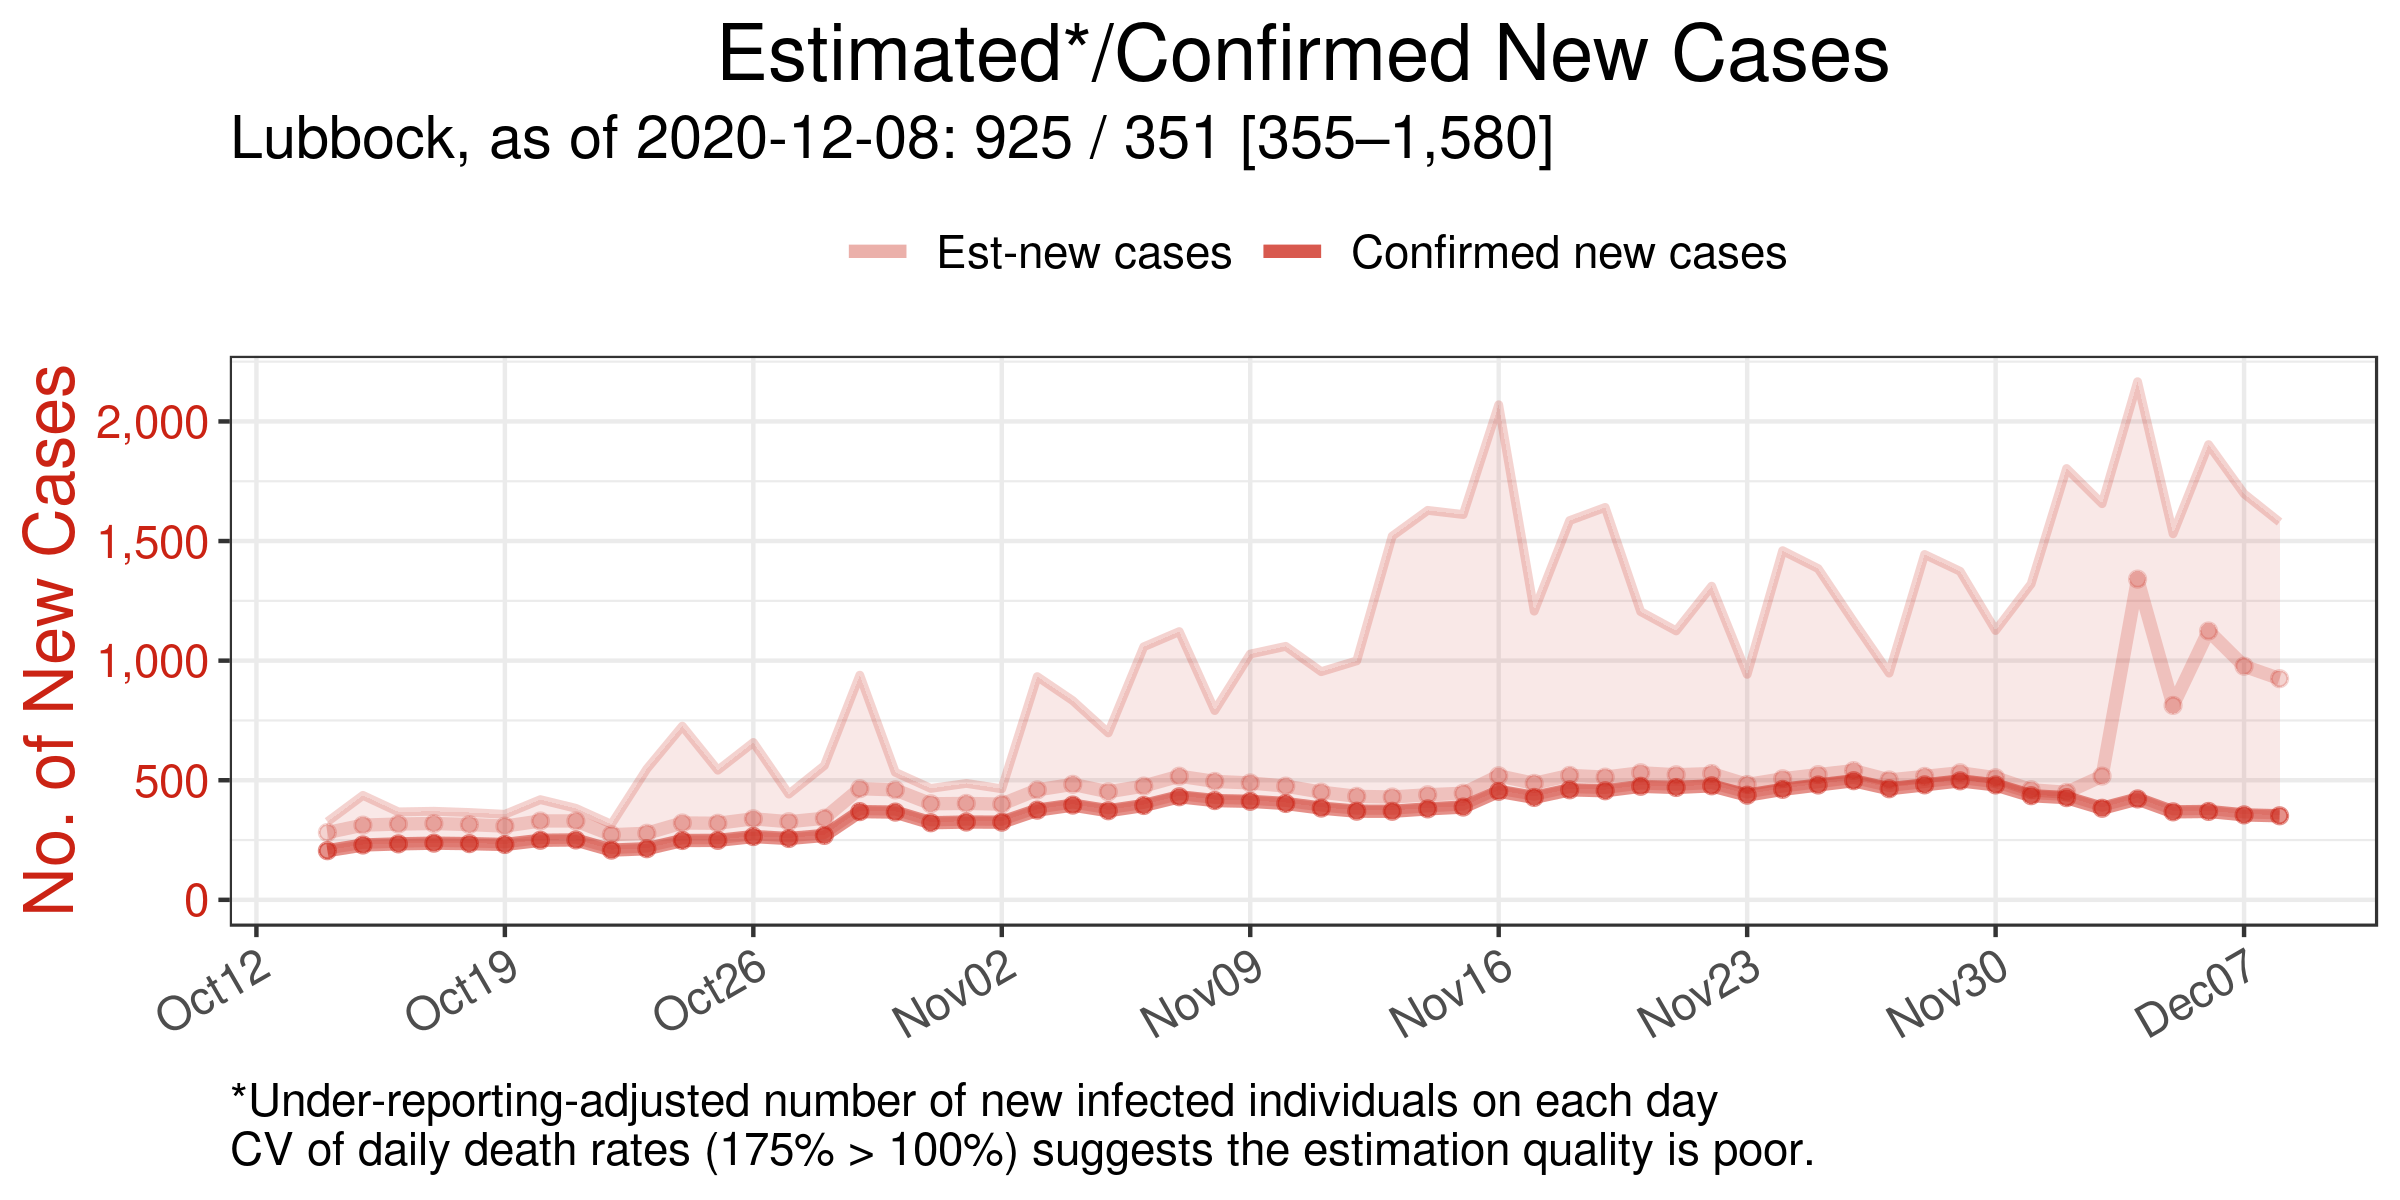 Estimated*/Confirmed New Cases
Lubbock, as of 2020-12-08: 925 / 351 [355–1,580]
Est-new cases
Confirmed new cases
No. of New Cases
2,000
1,500
1,000
500
0
Oct12
Oct19
Oct26
Nov02
Nov09
Nov16
Nov23
Nov30
Dec07
*Under-reporting-adjusted number of new infected individuals on each day
CV of daily death rates (175% > 100%) suggests the estimation quality is poor.